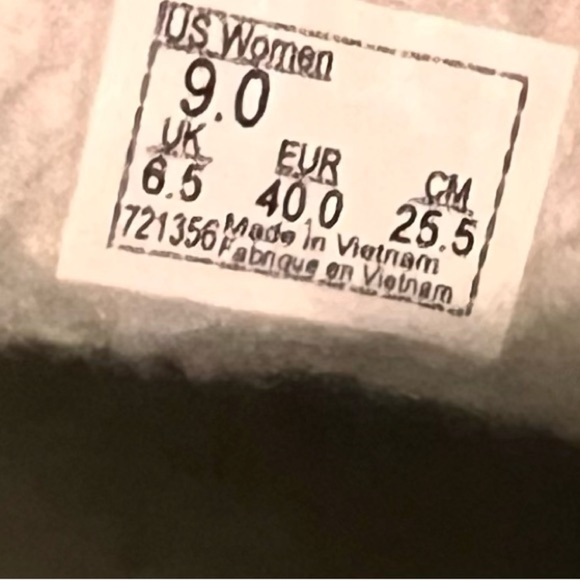 US Women
9.0
UK EUR CM
6.5 40.0 25.5
721356 Made in Vietnam
Fabrique en Vietnam